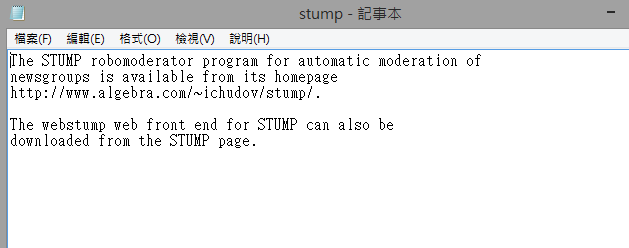 stump - 記事本
檔案(F) 編輯(E) 格式(O) 檢視(V) 說明(H)
The STUMP robomoderator program for automatic moderation of
newsgroups is available from its homepage
http://www.algebra.com/~ichudov/stump/.
The webstump web front end for STUMP can also be
downloaded from the STUMP page.